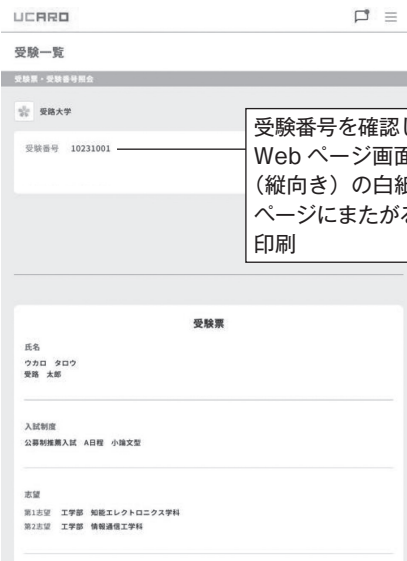 UCARO
受験一覧
受験票・受験番号照会
受路大学
受験番号 10231001
受験番号を確認し
Web ページ画面
（縦向き）の白紙
ページにまたがる
印刷
受験票
氏名
ウカロ タロウ
受路 太郎
入試制度
公募制推薦入試 A日程 小論文型
志望
第1志望 工学部 知能エレクトロニクス学科
第2志望 工学部 情報通信工学科